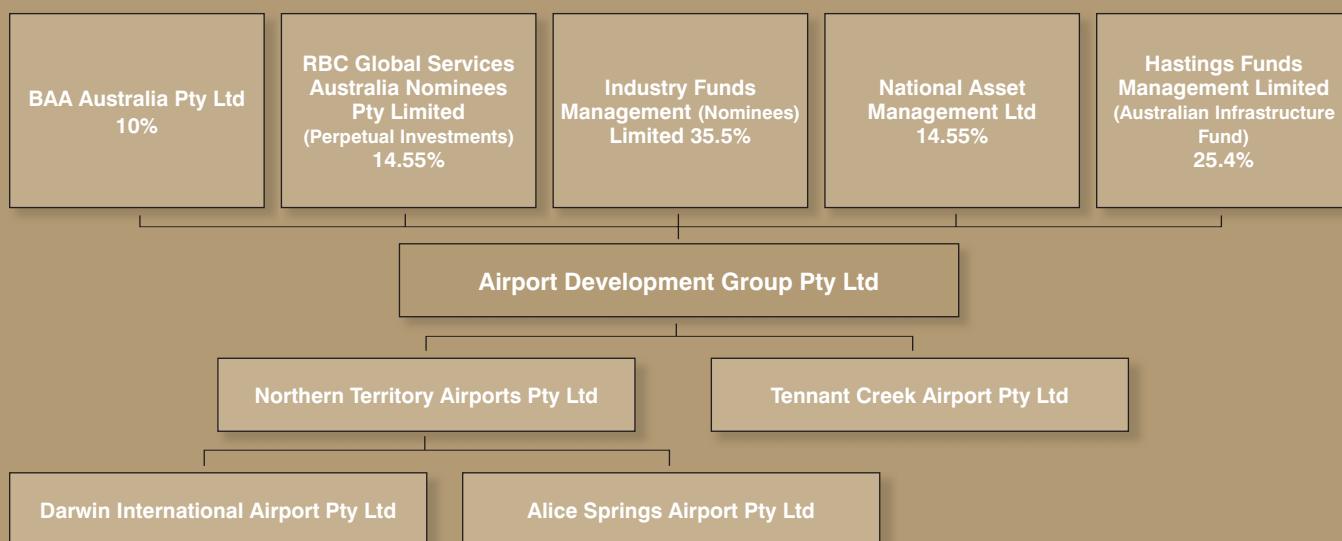 BAA Australia Pty Ltd
10%
RBC Global Services
Australia Nominees
Pty Limited
(Perpetual Investments)
14.55%
Industry Funds
Management (Nominees)
Limited 35.5%
National Asset
Management Ltd
14.55%
Hastings Funds
Management Limited
(Australian Infrastructure
Fund)
25.4%
Airport Development Group Pty Ltd
Northern Territory Airports Pty Ltd
Tennant Creek Airport Pty Ltd
Darwin International Airport Pty Ltd
Alice Springs Airport Pty Ltd